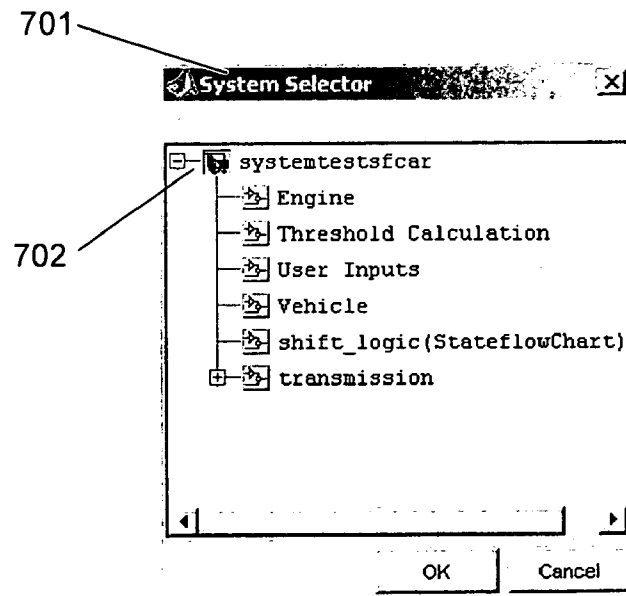 701
System Selector
systemtestsfcar
Engine
702
Threshold Calculation
User Inputs
Vehicle
shift_logic(StateflowChart)
transmission
OK Cancel